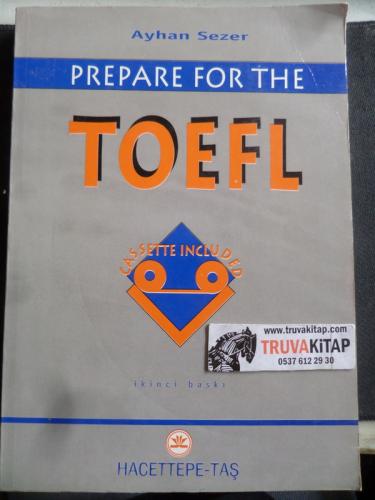 Ayhan Sezer
PREPARE FOR THE
TOEFL
CASSETTE INCLUDED
www.truvakitap.com
TRUVAKiTAP
0537 612 29 30
ikinci baskı
HACETTEPE-TAŞ